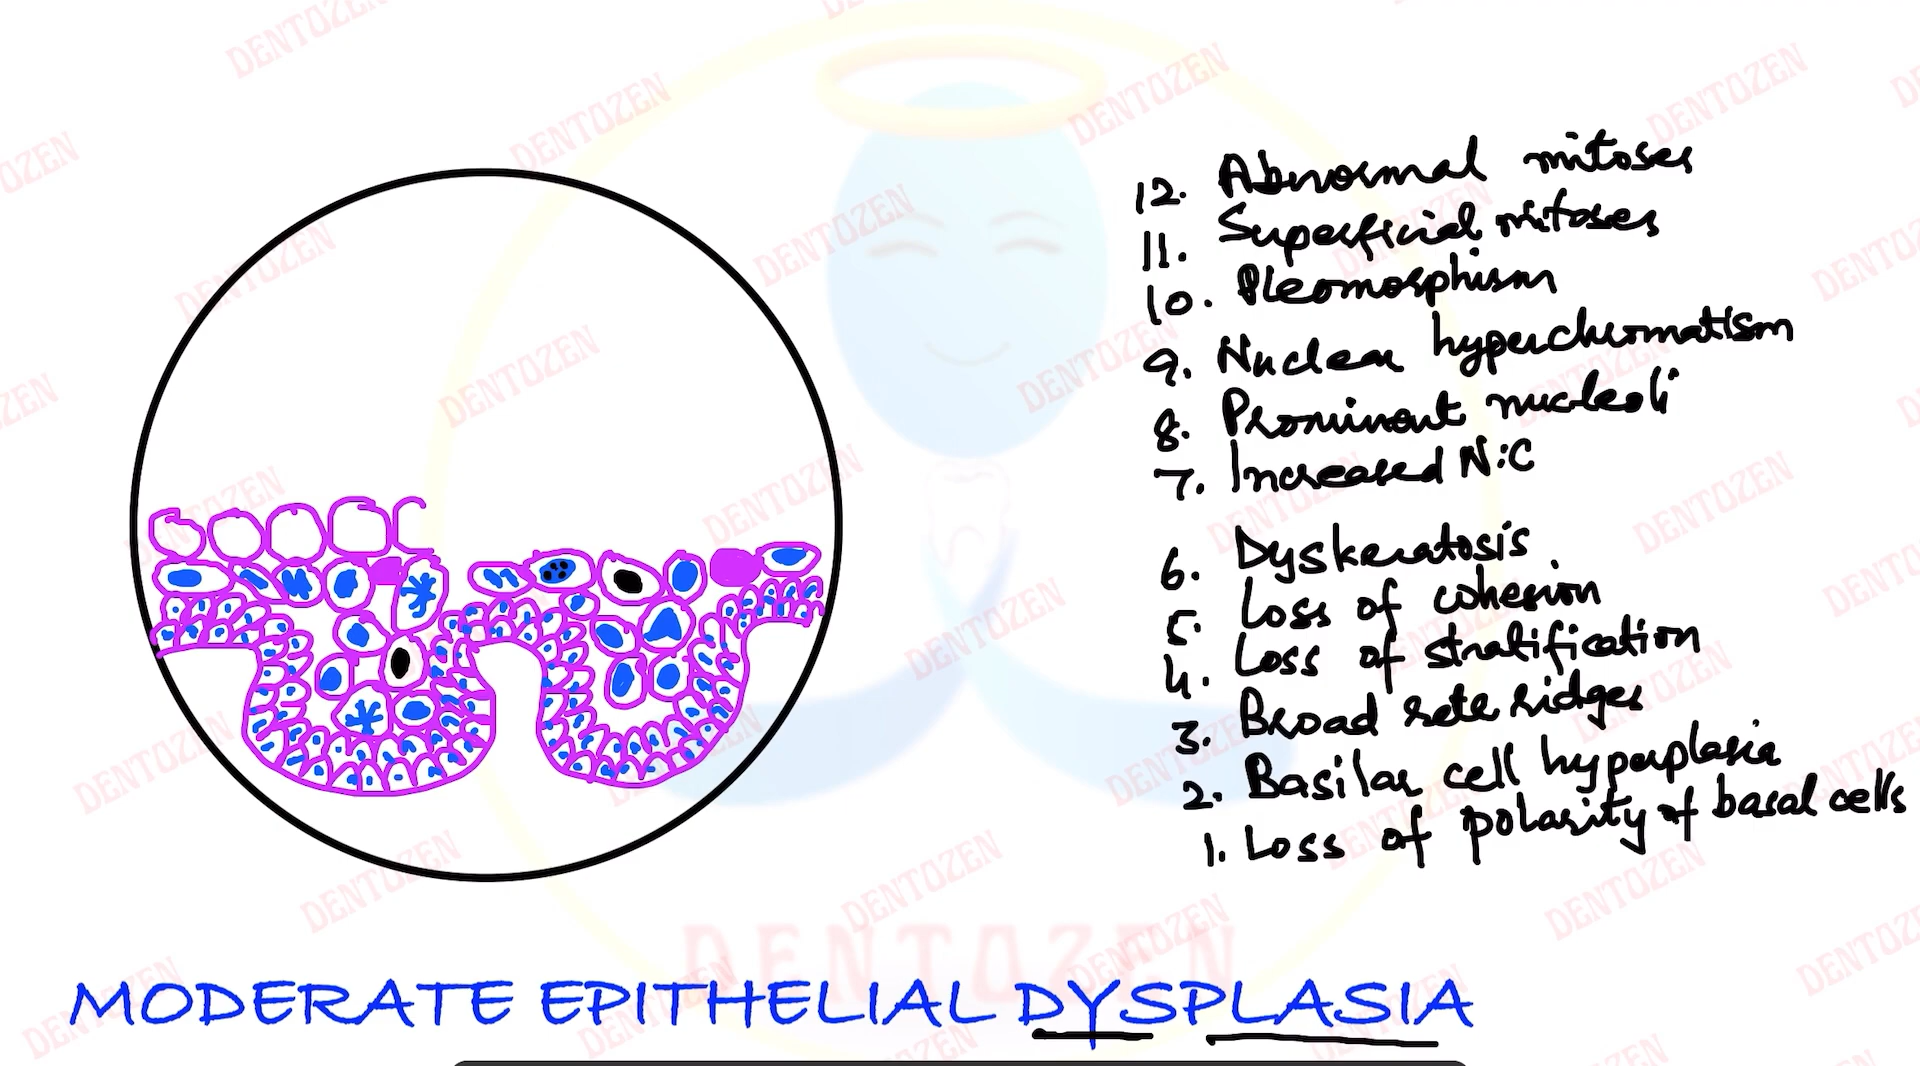 12. Abnormal mitoses
11. Superficial mitoses
10. Pleomorphism
9. Nuclear hyperchromatism
8. Prominent nucleoli
7. Increased N:C
6. Dyskeratosis
5. Loss of cohesion
4. Loss of stratification
3. Broad rete ridges
2. Basilar cell hyperplasia
1. Loss of polarity of basal cells
DENTOZEN
MODERATE EPITHELIAL DYSPLASIA